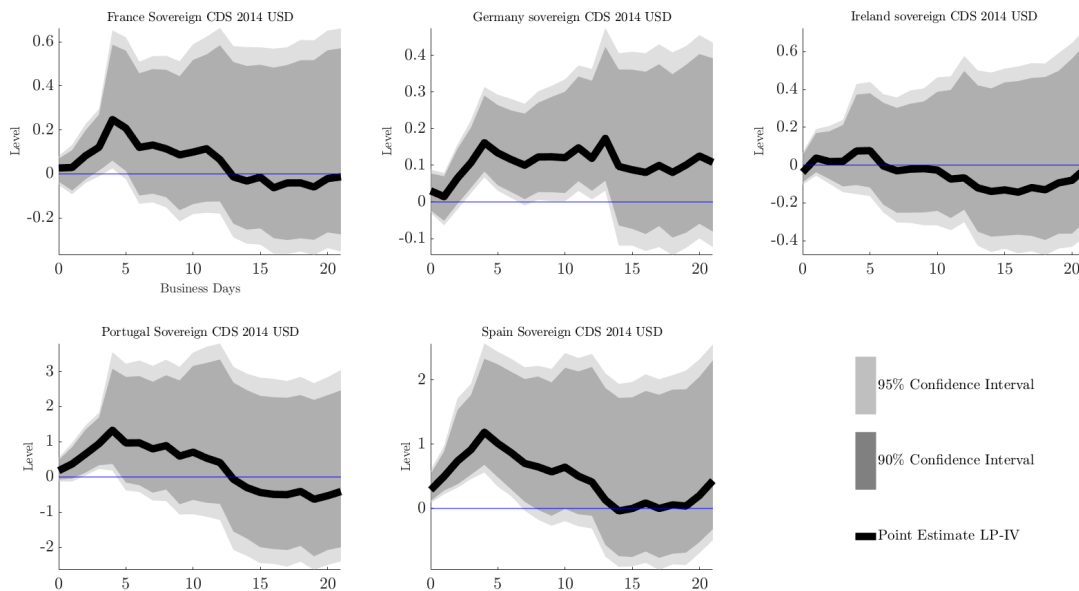 France Sovereign CDS 2014 USD
Level
0.6
0.4
0.2
0
-0.2
0 5 10 15 20
Business Days
Germany sovereign CDS 2014 USD
Level
0.4
0.3
0.2
0.1
0
-0.1
0 5 10 15 20
Ireland sovereign CDS 2014 USD
Level
0.6
0.4
0.2
0
-0.2
-0.4
0 5 10 15 20
Portugal Sovereign CDS 2014 USD
Level
3
2
1
0
-1
-2
0 5 10 15 20
Spain Sovereign CDS 2014 USD
Level
2
1
0
0 5 10 15 20
95% Confidence Interval
90% Confidence Interval
Point Estimate LP-IV